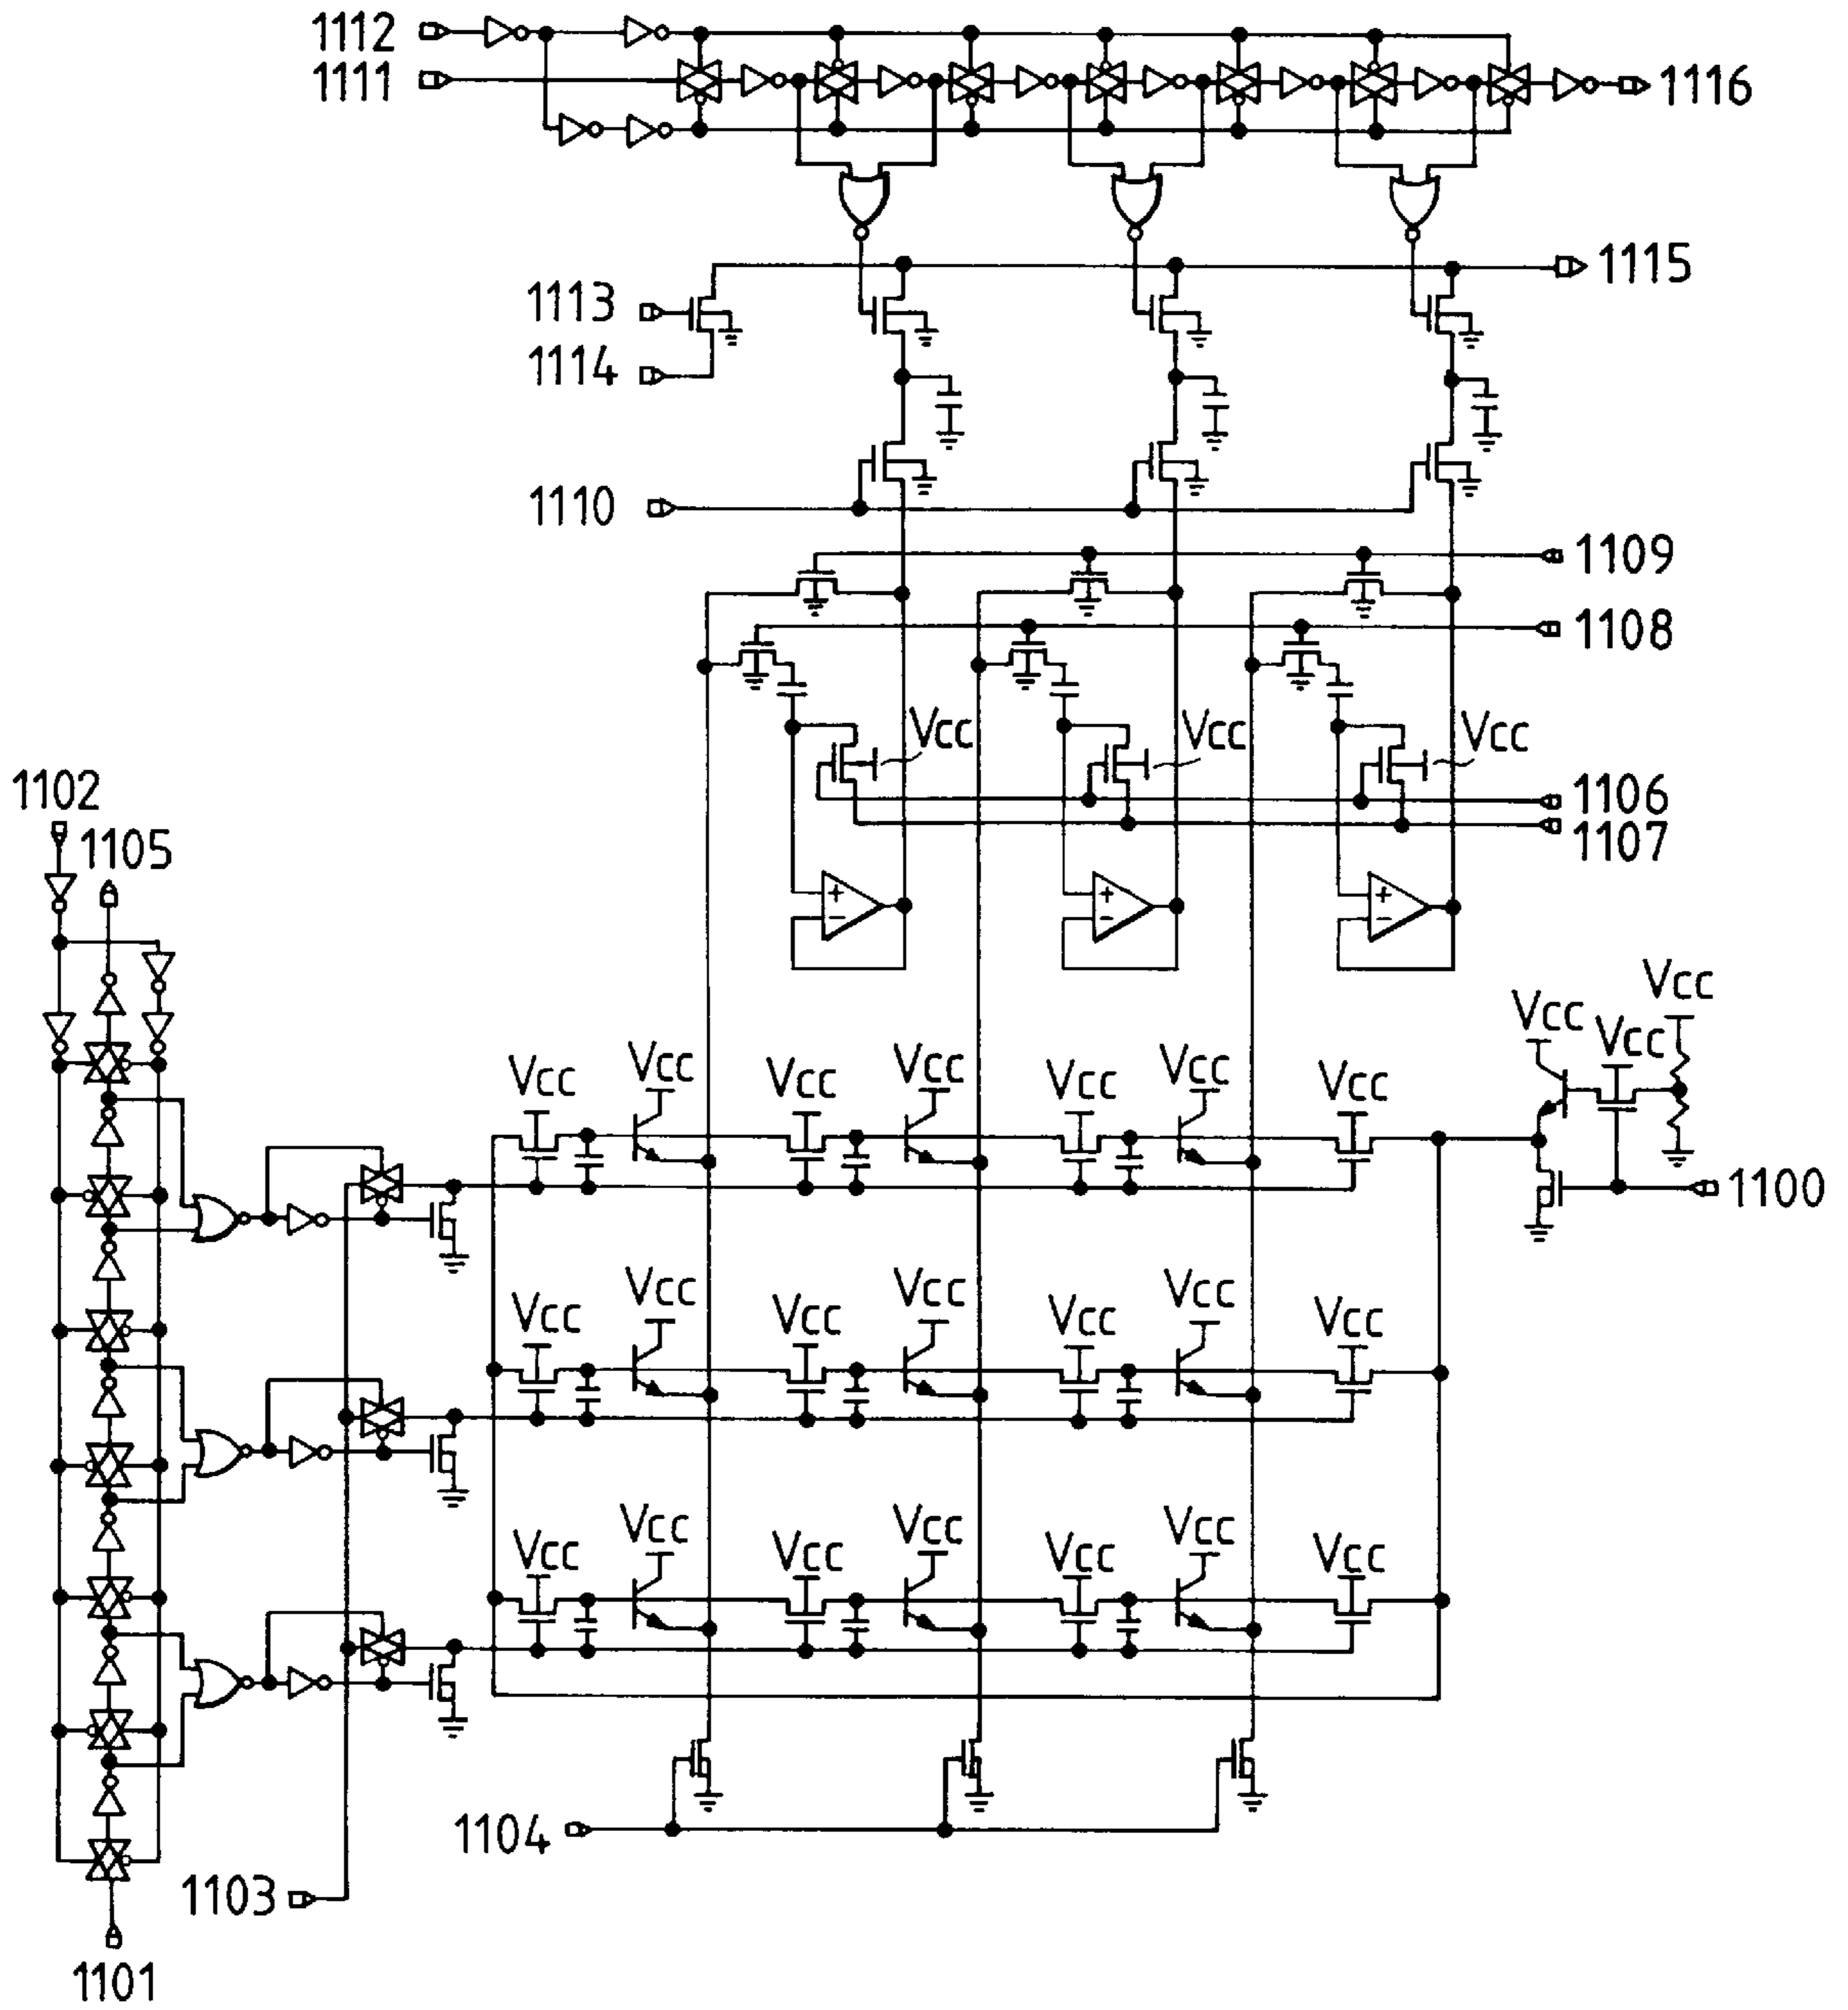 1112
1111
1116
1113
1115
1114
1110
1109
1108
Vcc Vcc Vcc
1102
1106
1105
1107
Vcc
Vcc
Vcc
Vcc Vcc Vcc Vcc Vcc Vcc Vcc
1100
Vcc Vcc Vcc Vcc Vcc Vcc Vcc
Vcc Vcc Vcc Vcc Vcc Vcc Vcc
1104
1103
1101
+ + +
− − −